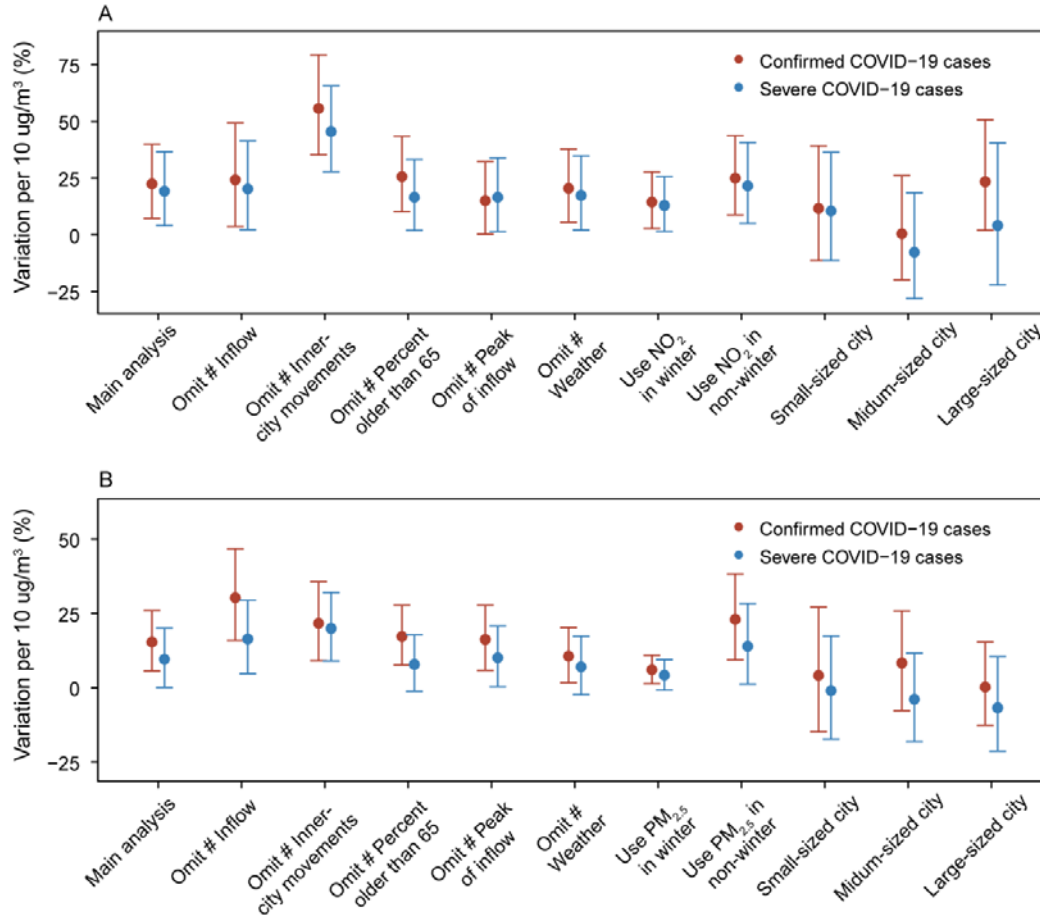 A
Variation per 10 ug/m³ (%)
75
50
25
0
−25
Confirmed COVID−19 cases
Severe COVID−19 cases
Main analysis
Omit # Inflow
Omit # Inner-
city movements
Omit # Percent
older than 65
Omit # Peak
of inflow
Omit #
Weather
Use NO₂
in winter
Use NO₂ in
non-winter
Small-sized city
Midum-sized city
Large-sized city
B
Variation per 10 ug/m³ (%)
50
25
0
−25
Confirmed COVID−19 cases
Severe COVID−19 cases
Main analysis
Omit # Inflow
Omit # Inner-
city movements
Omit # Percent
older than 65
Omit # Peak
of inflow
Omit #
Weather
Use PM₂.₅
in winter
Use PM₂.₅ in
non-winter
Small-sized city
Midum-sized city
Large-sized city